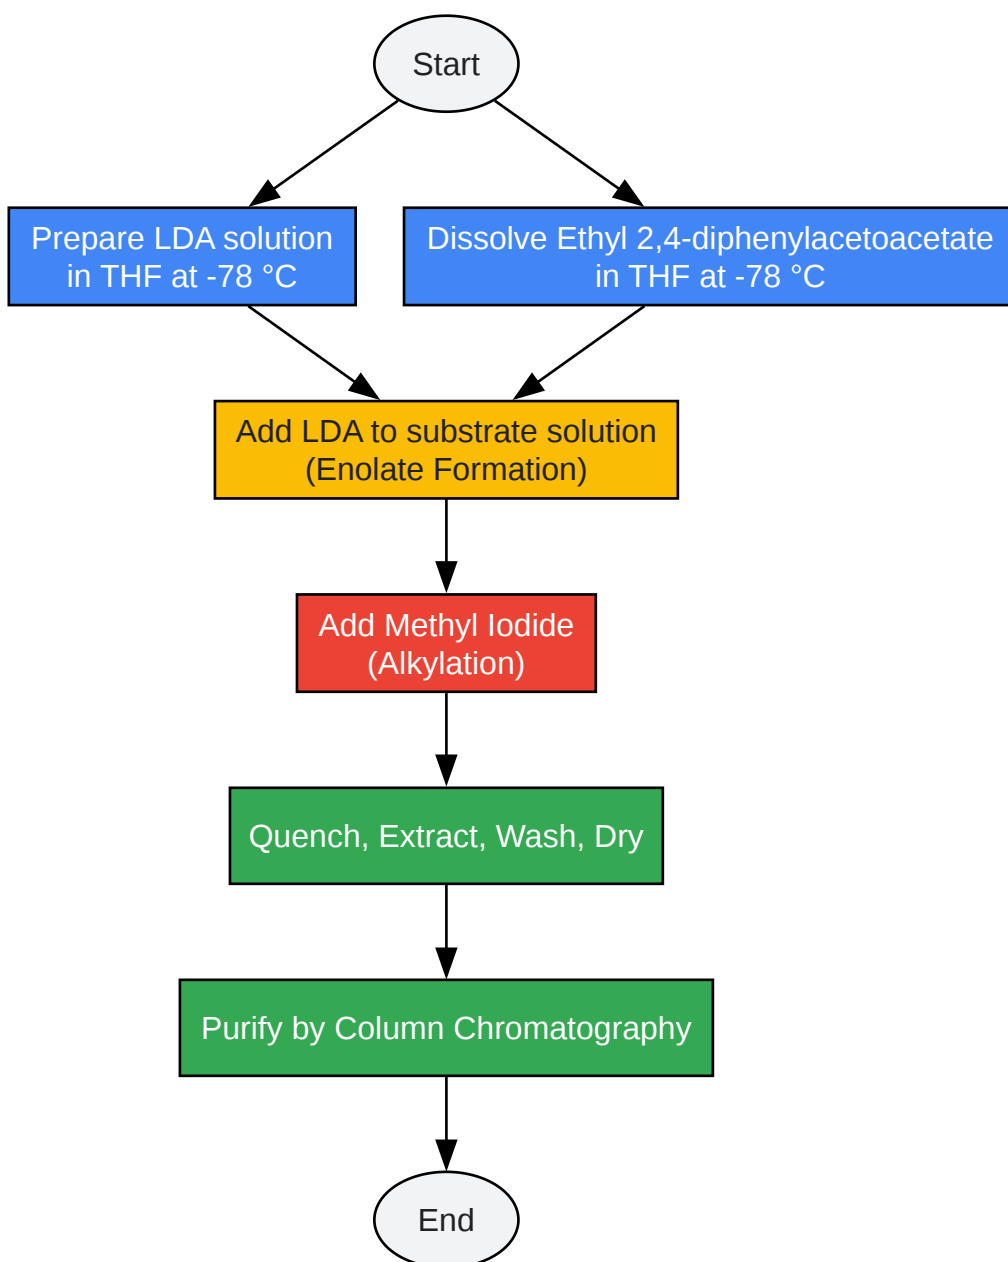 Start
Prepare LDA solution
in THF at -78 °C
Dissolve Ethyl 2,4-diphenylacetoacetate
in THF at -78 °C
Add LDA to substrate solution
(Enolate Formation)
Add Methyl Iodide
(Alkylation)
Quench, Extract, Wash, Dry
Purify by Column Chromatography
End